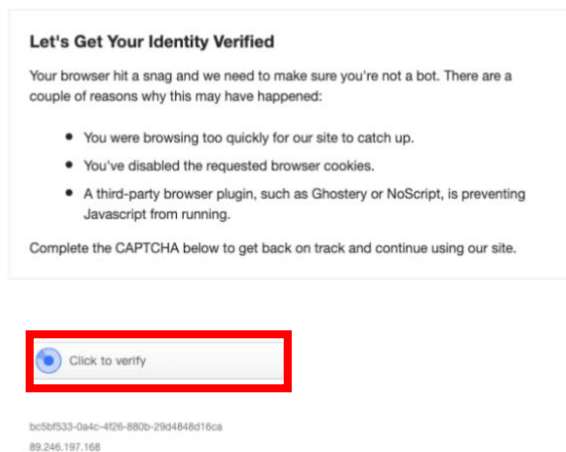 Let's Get Your Identity Verified
Your browser hit a snag and we need to make sure you're not a bot. There are a
couple of reasons why this may have happened:
You were browsing too quickly for our site to catch up.
You've disabled the requested browser cookies.
A third-party browser plugin, such as Ghostery or NoScript, is preventing
Javascript from running.
Complete the CAPTCHA below to get back on track and continue using our site.
Click to verify
bc5bf533-0a4c-4f26-880b-29d4848d16ca
89.246.197.168